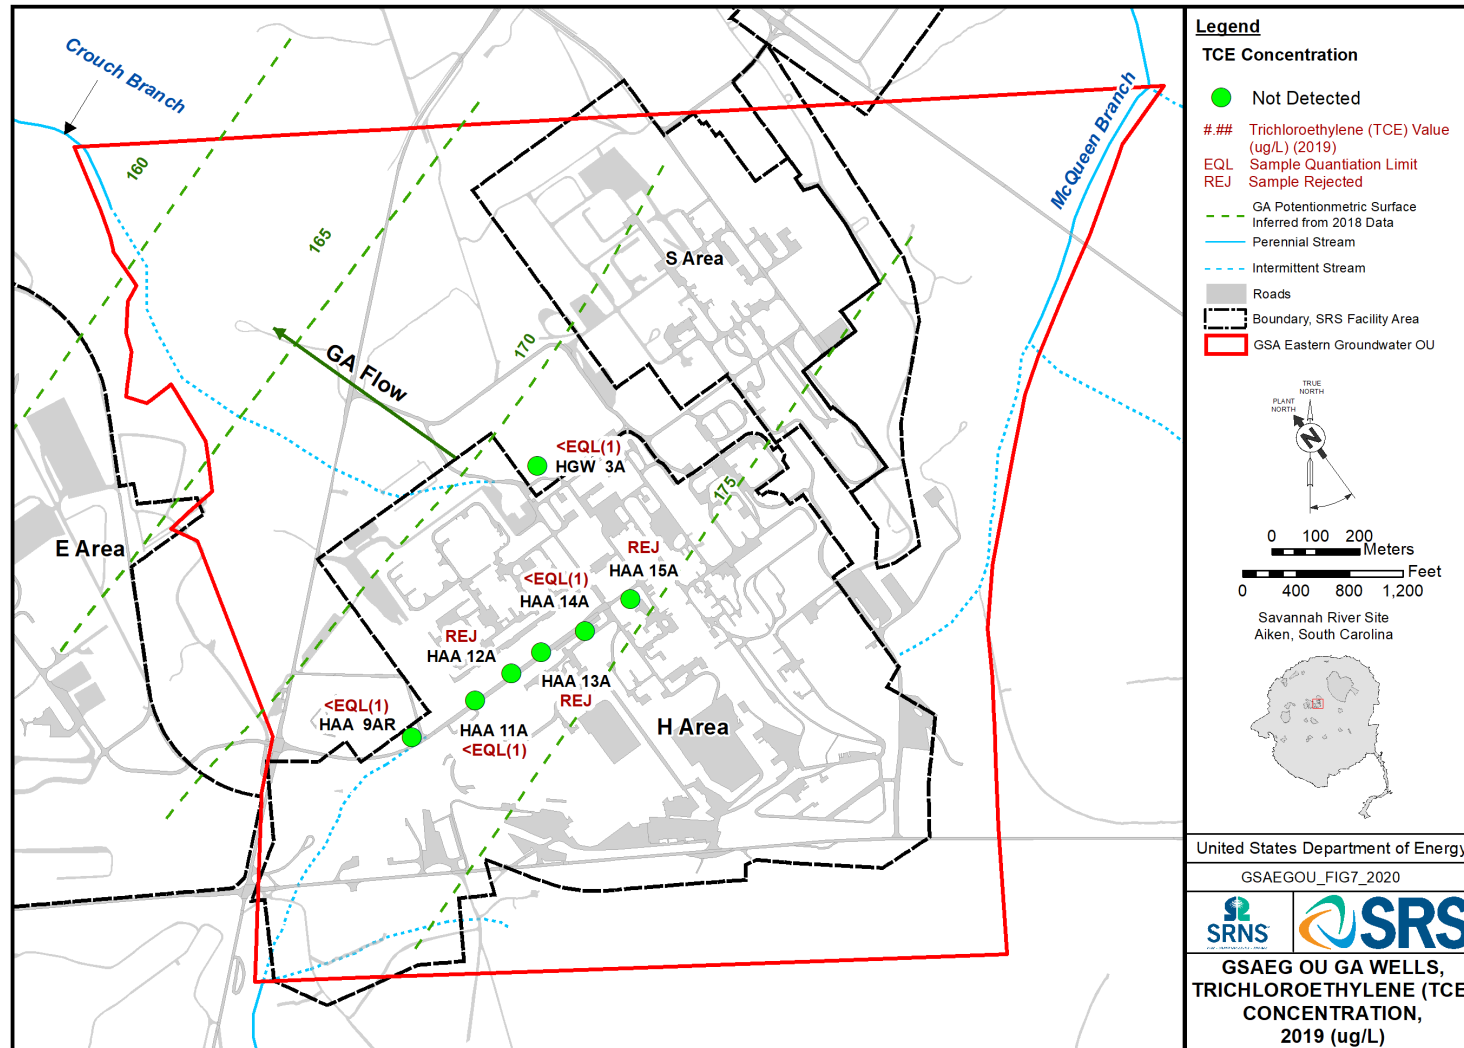 Crouch Branch
160
165
170
175
GA Flow
McQueen Branch
S Area
E Area
H Area
<EQL(1)
HGW 3A
REJ
HAA 15A
<EQL(1)
HAA 14A
REJ
HAA 12A
HAA 13A
REJ
<EQL(1)
HAA 9AR
HAA 11A
<EQL(1)
Legend
TCE Concentration
Not Detected
#.## Trichloroethylene (TCE) Value
(ug/L) (2019)
EQL Sample Quantiation Limit
REJ Sample Rejected
GA Potentionmetric Surface
Inferred from 2018 Data
Perennial Stream
Intermittent Stream
Roads
Boundary, SRS Facility Area
GSA Eastern Groundwater OU
TRUE
NORTH
PLANT
NORTH
N
0 100 200
Meters
Feet
0 400 800 1,200
Savannah River Site
Aiken, South Carolina
United States Department of Energy
GSAEGOU_FIG7_2020
SRNS
SRS
GSAEG OU GA WELLS,
TRICHLOROETHYLENE (TCE
CONCENTRATION,
2019 (ug/L)